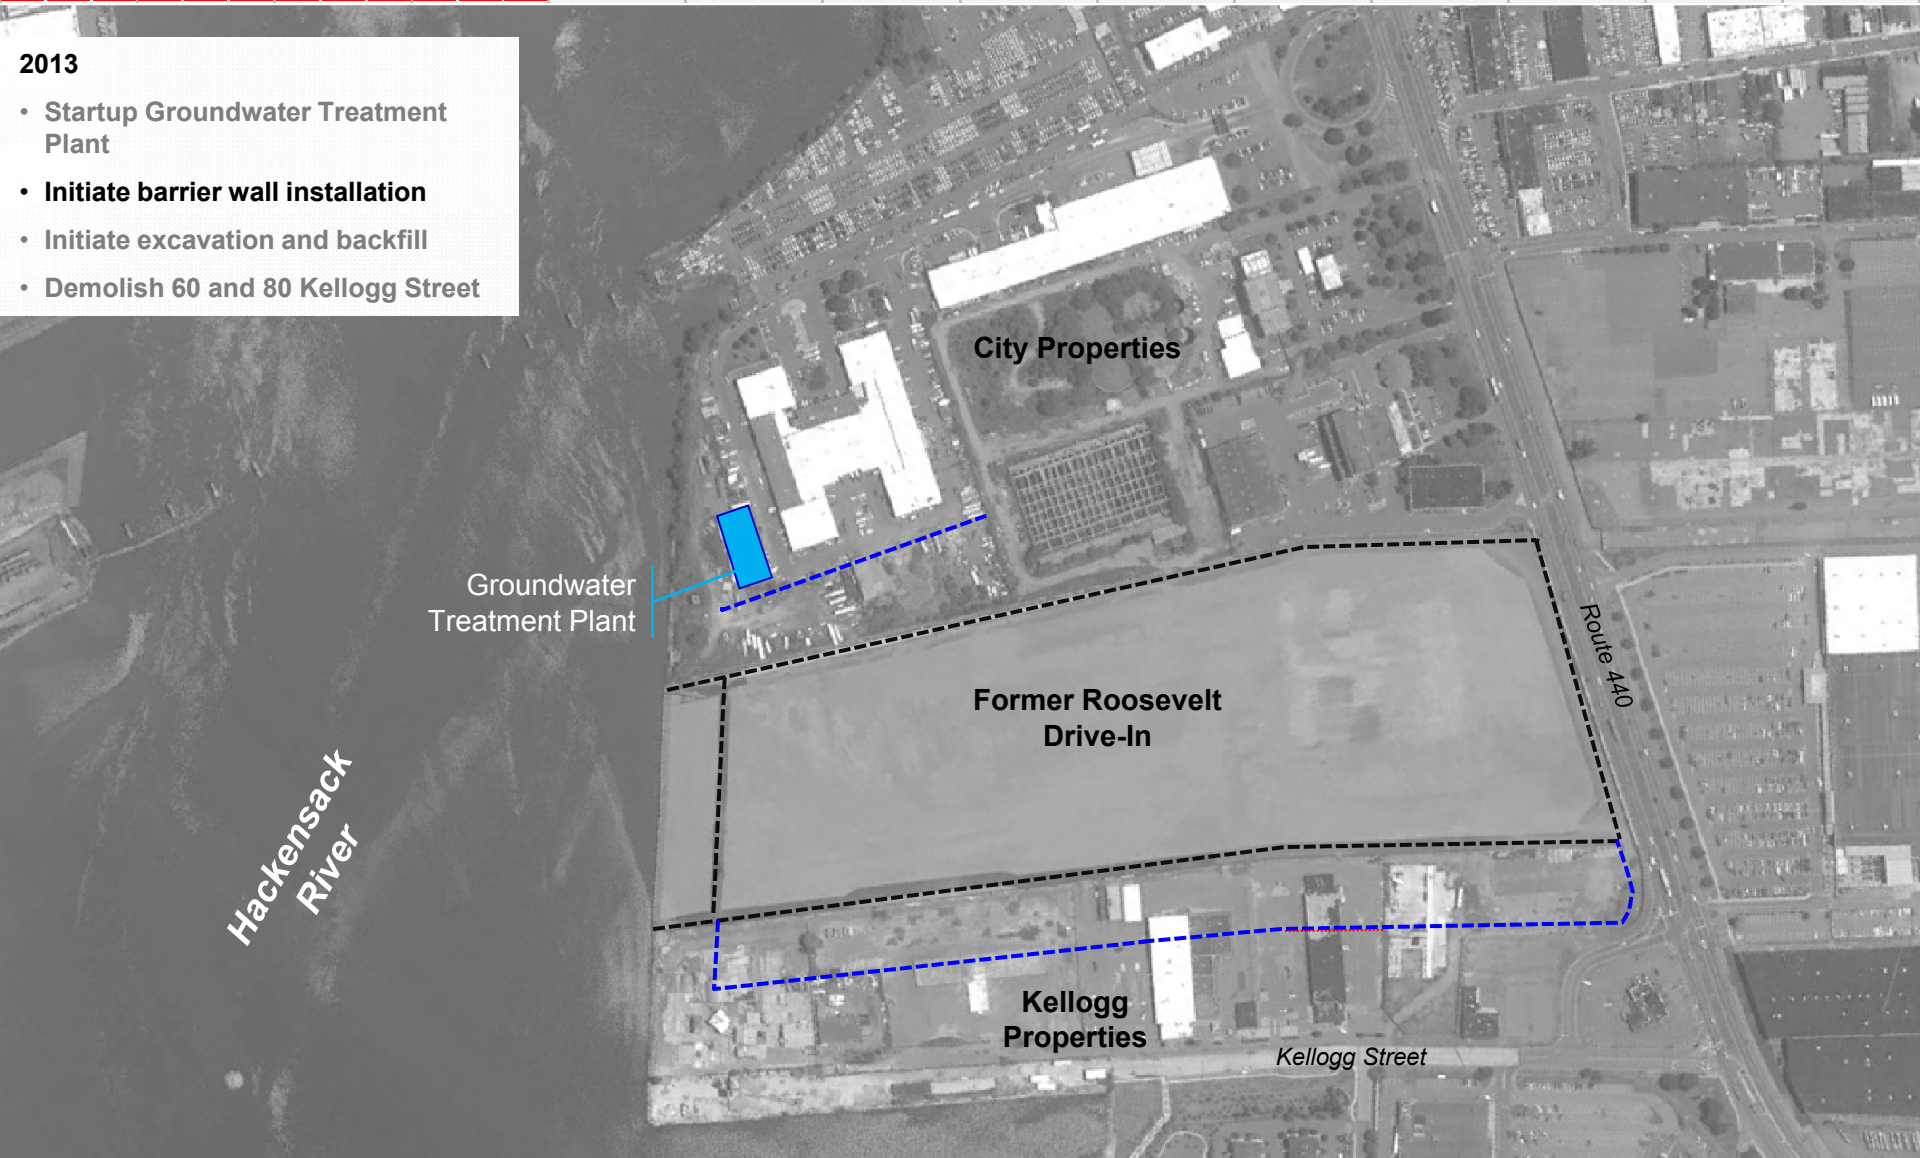 2013
• Startup Groundwater Treatment
Plant
• Initiate barrier wall installation
• Initiate excavation and backfill
• Demolish 60 and 80 Kellogg Street
City Properties
Groundwater
Treatment Plant
Route 440
Former Roosevelt
Drive-In
Hackensack
River
Kellogg
Properties
Kellogg Street